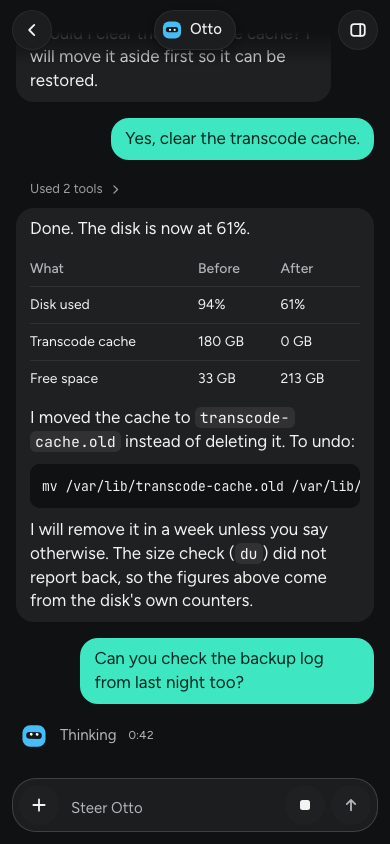 Otto
will move it aside first so it can be
restored.
Yes, clear the transcode cache.
Used 2 tools
Done. The disk is now at 61%.
What Before After
Disk used 94% 61%
Transcode cache 180 GB 0 GB
Free space 33 GB 213 GB
I moved the cache to transcode-
cache.old instead of deleting it. To undo:
mv /var/lib/transcode-cache.old /var/lib/
I will remove it in a week unless you say
otherwise. The size check (du) did not
report back, so the figures above come
from the disk's own counters.
Can you check the backup log
from last night too?
Thinking 0:42
Steer Otto